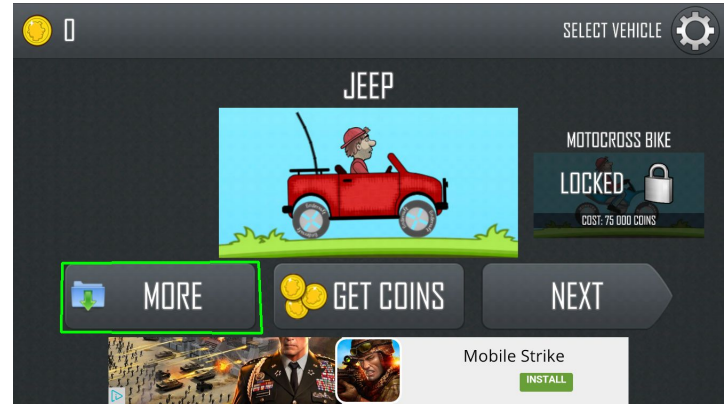 0
SELECT VEHICLE
JEEP
MOTOCROSS BIKE
LOCKED
COST: 75 000 COINS
MORE
GET COINS
NEXT
Mobile Strike
INSTALL